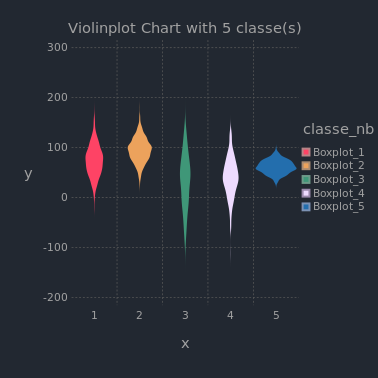 Violinplot Chart with 5 classe(s)
300
200
100
0
-100
-200
y
1 2 3 4 5
x
classe_nb
Boxplot_1
Boxplot_2
Boxplot_3
Boxplot_4
Boxplot_5